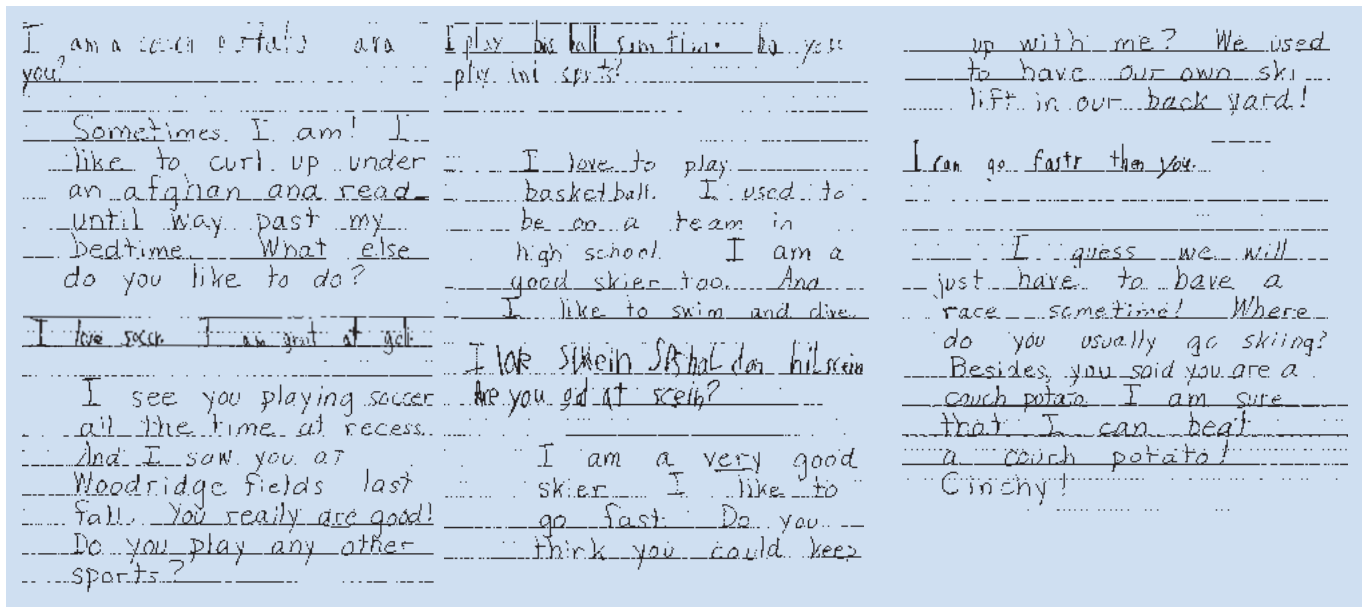 I am a couch potato are
you?
Sometimes I am! I
like to curl up under
an afghan and read
until way past my
bedtime. What else
do you like to do?
I love soccr. I am grat at
I see you playing soccer
all the time at recess.
And I saw you at
Woodridge fields last
fall. You really are good!
Do you play any other
sports?
I play ball sum time. Do you
play ini sports?
I love to play
basketball. I used to
be on a team in
high school. I am a
good skier too. And
I like to swim and dive.
I love skiein don hil scein
Are you gd at scein?
I am a very good
skier. I like to
go fast. Do you
think you could keep
up with me? We used
to have our own ski
lift in our back yard!
I can go fastr then you.
I guess we will
just have to have a
race sometime! Where
do you usually go skiing?
Besides, you said you are a
couch potato. I am sure
that I can beat
a couch potato!
Cinchy!